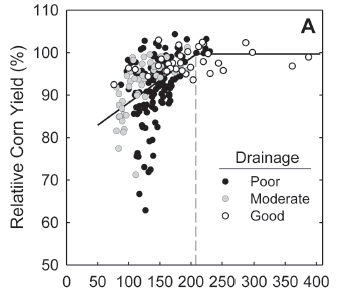 A
110
100
90
80
70
60
50
Relatiive Corn Yield (%)
Drainage
Poor
Moderate
Good
0 50 100 150 200 250 300 350 400